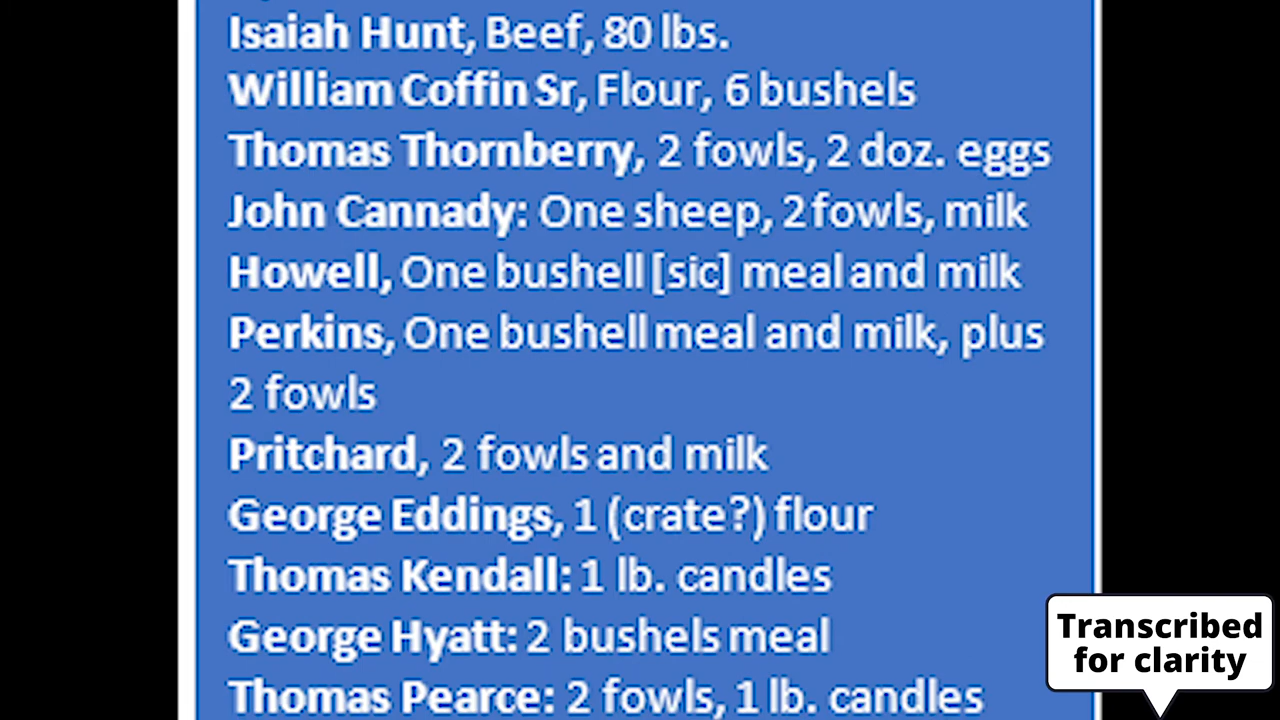 Isaiah Hunt, Beef, 80 lbs.
William Coffin Sr, Flour, 6 bushels
Thomas Thornberry, 2 fowls, 2 doz. eggs
John Cannady: One sheep, 2 fowls, milk
Howell, One bushell [sic] meal and milk
Perkins, One bushell meal and milk, plus
2 fowls
Pritchard, 2 fowls and milk
George Eddings, 1 (crate?) flour
Thomas Kendall: 1 lb. candles
George Hyatt: 2 bushels meal
Thomas Pearce: 2 fowls, 1 lb. candles
Transcribed
for clarity